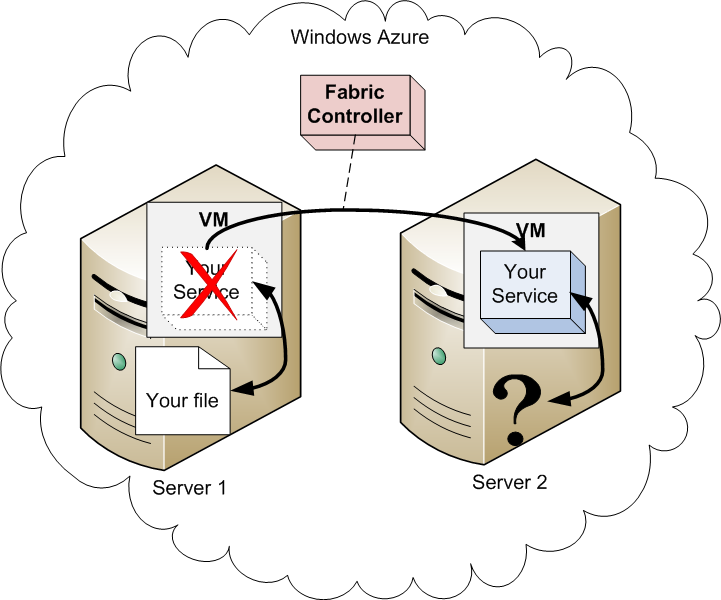 Windows Azure
Fabric
Controller
VM
Your
Service
Your file
Server 1
VM
Your
Service
?
Server 2